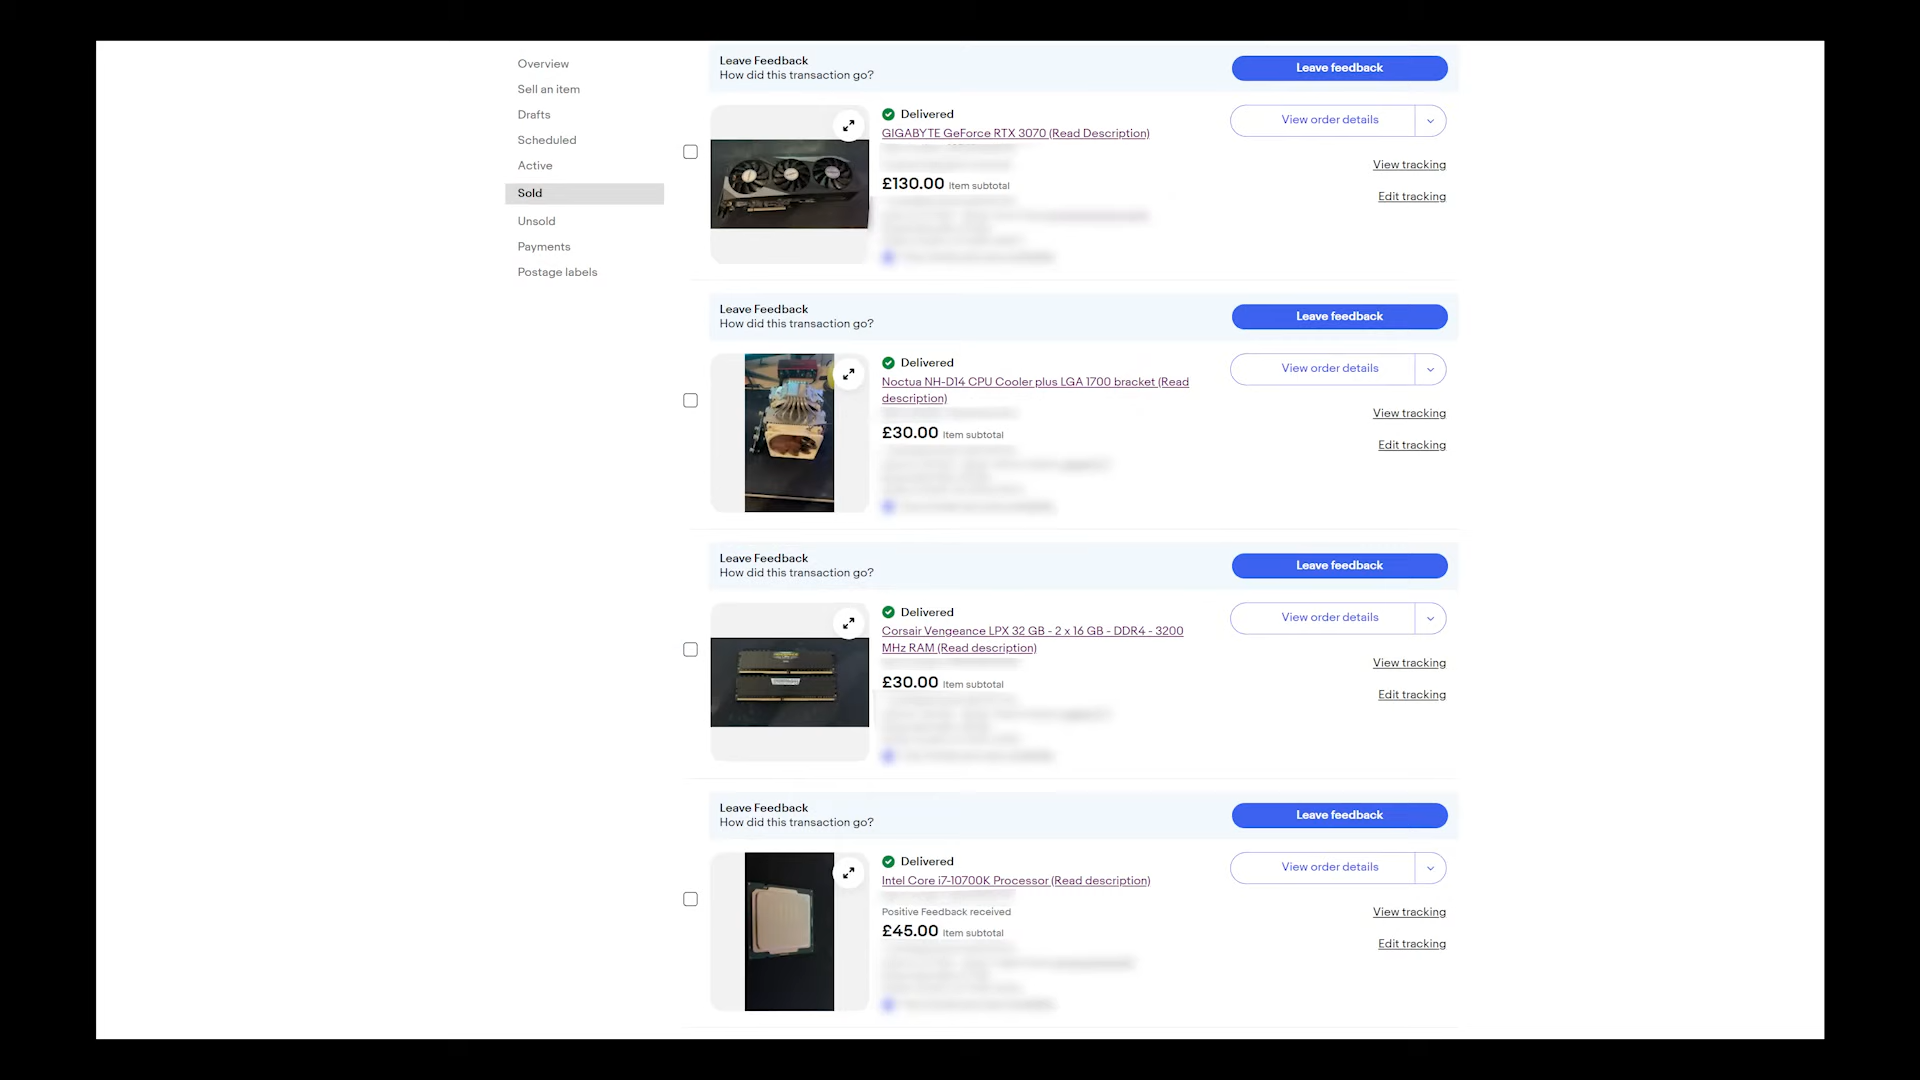 Overview
Sell an item
Drafts
Scheduled
Active
Sold
Unsold
Payments
Postage labels
Leave Feedback
How did this transaction go?
Leave feedback
Delivered
GIGABYTE GeForce RTX 3070 (Read Description)
£130.00 Item subtotal
View order details
View tracking
Edit tracking
Leave Feedback
How did this transaction go?
Leave feedback
Delivered
Noctua NH-D14 CPU Cooler plus LGA 1700 bracket (Read
description)
£30.00 Item subtotal
View order details
View tracking
Edit tracking
Leave Feedback
How did this transaction go?
Leave feedback
Delivered
Corsair Vengeance LPX 32 GB - 2 x 16 GB - DDR4 - 3200
MHz RAM (Read description)
£30.00 Item subtotal
View order details
View tracking
Edit tracking
Leave Feedback
How did this transaction go?
Leave feedback
Delivered
Intel Core i7-10700K Processor (Read description)
Positive Feedback received
£45.00 Item subtotal
View order details
View tracking
Edit tracking